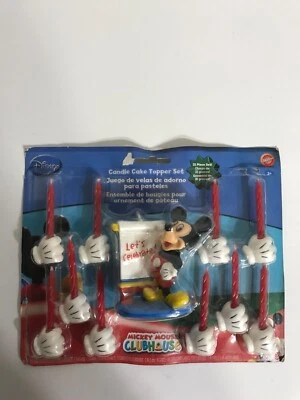 Disney
Candle Cake Topper Set
Juego de velas de adorno
para pasteles
Ensemble de bougies pour
ornement de gâteau
Wilton
Let's
Celebrate!
MICKEY MOUSE
CLUBHOUSE